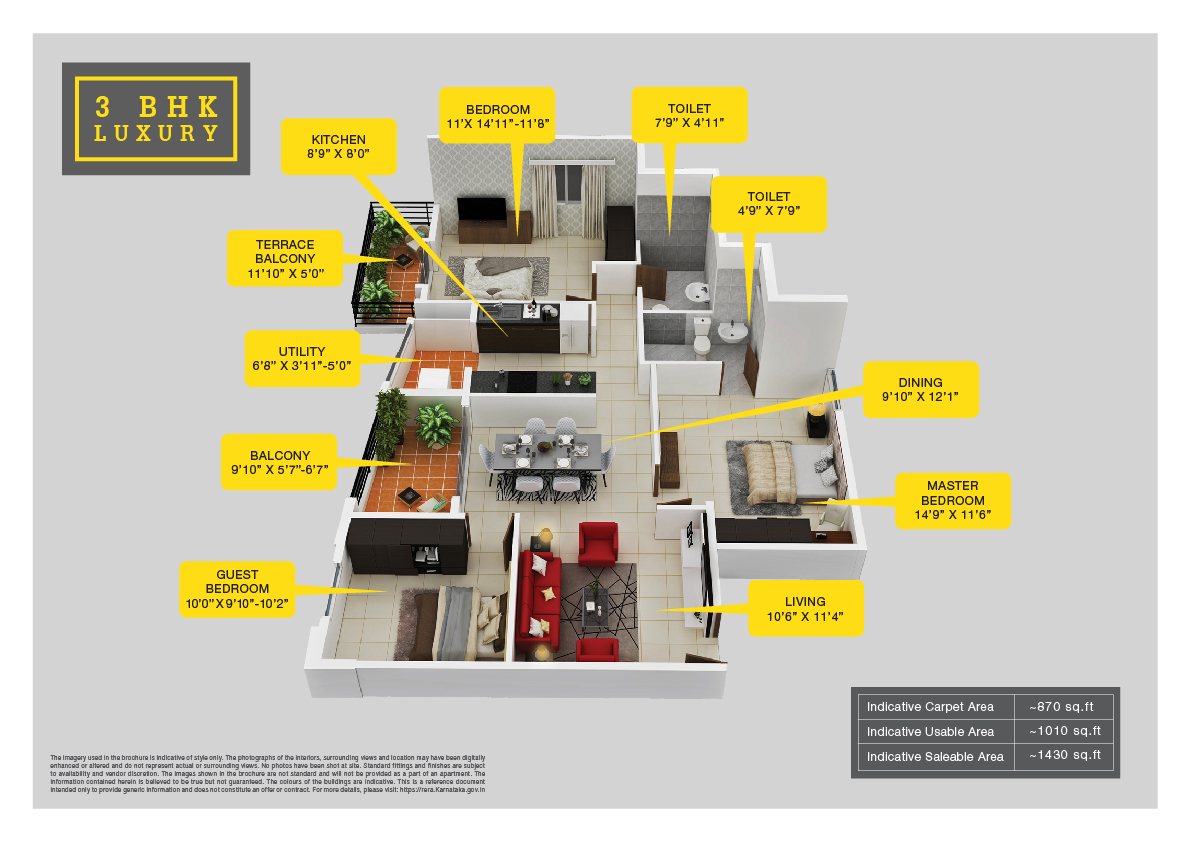 3 BHK
LUXURY
BEDROOM
11’X 14’11”-11’8”
TOILET
7’9” X 4’11”
KITCHEN
8’9” X 8’0”
TOILET
4’9” X 7’9”
TERRACE
BALCONY
11’10” X 5’0”
UTILITY
6’8” X 3’11”-5’0”
DINING
9’10” X 12’1”
BALCONY
9’10” X 5’7”-6’7”
MASTER
BEDROOM
14’9” X 11’6”
GUEST
BEDROOM
10’0”X 9’10”-10’2”
LIVING
10’6” X 11’4”
Indicative Carpet Area ~870 sq.ft
Indicative Usable Area ~1010 sq.ft
Indicative Saleable Area ~1430 sq.ft
The imagery used in the brochure is indicative of style only. The photographs of the interiors, surrounding views and location may have been digitally
enhanced or altered and do not represent actual or surrounding views. No photos have been shot at site. Standard fittings and finishes are subject
to availability and vendor discretion. The images shown in the brochure are not standard and will not be provided as a part of an apartment. The
information contained herein is believed to be true but not guaranteed. The colours of the buildings are indicative. This is a reference document
intended only to provide generic information and does not constitute an offer or contract. For more details, please visit: https://rera.Karnataka.gov.in